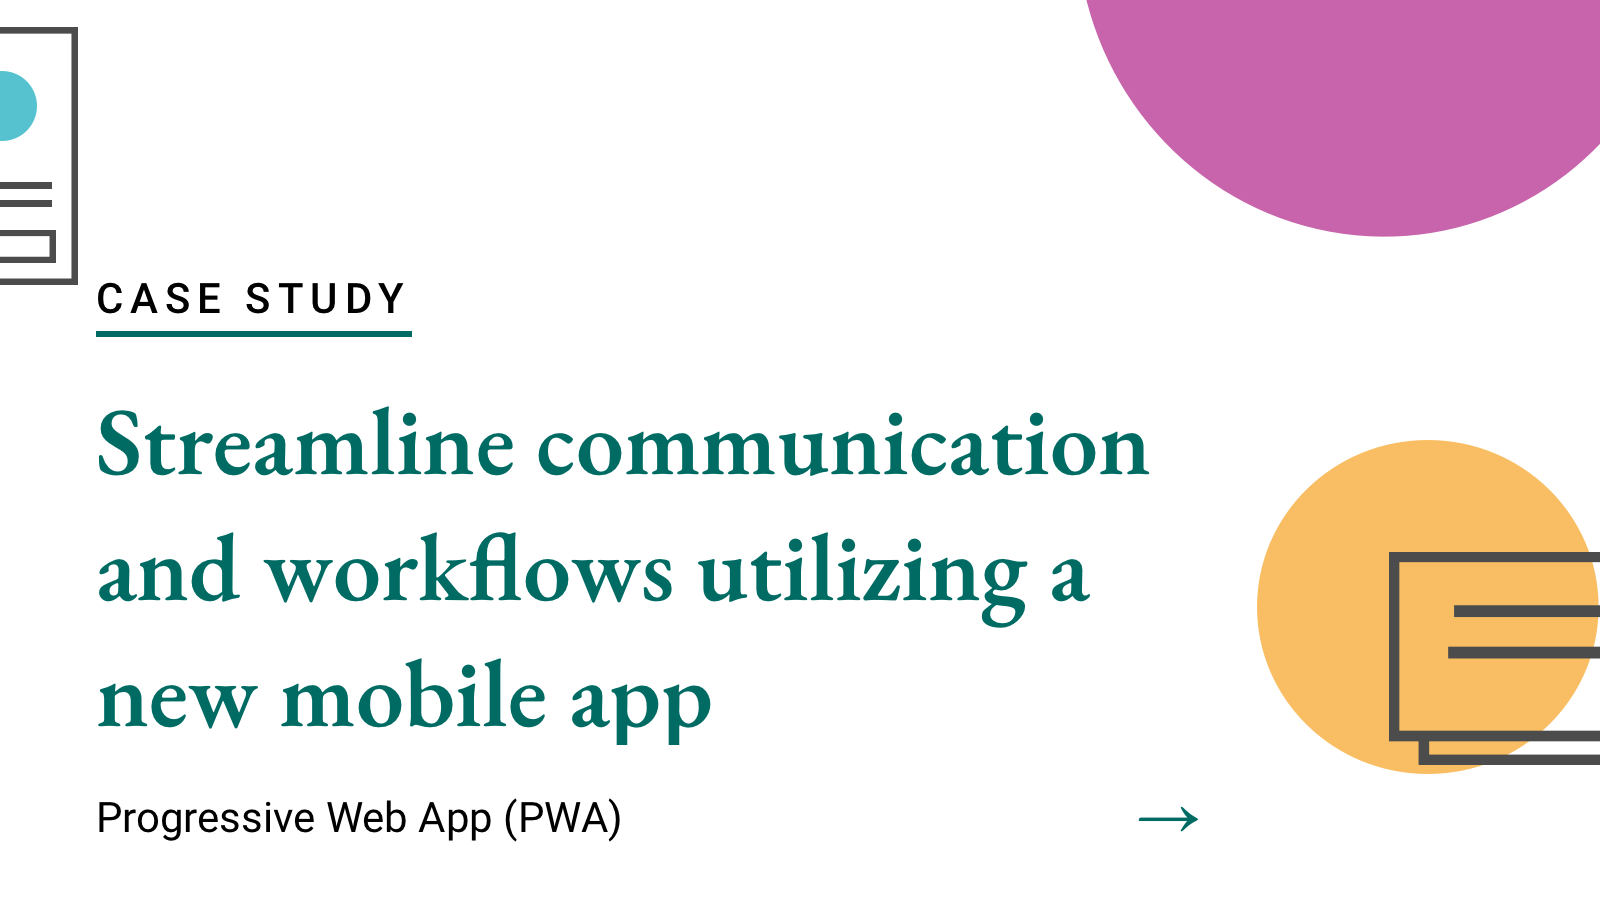 CASE STUDY
Streamline communication
and workflows utilizing a
new mobile app
Progressive Web App (PWA)
→